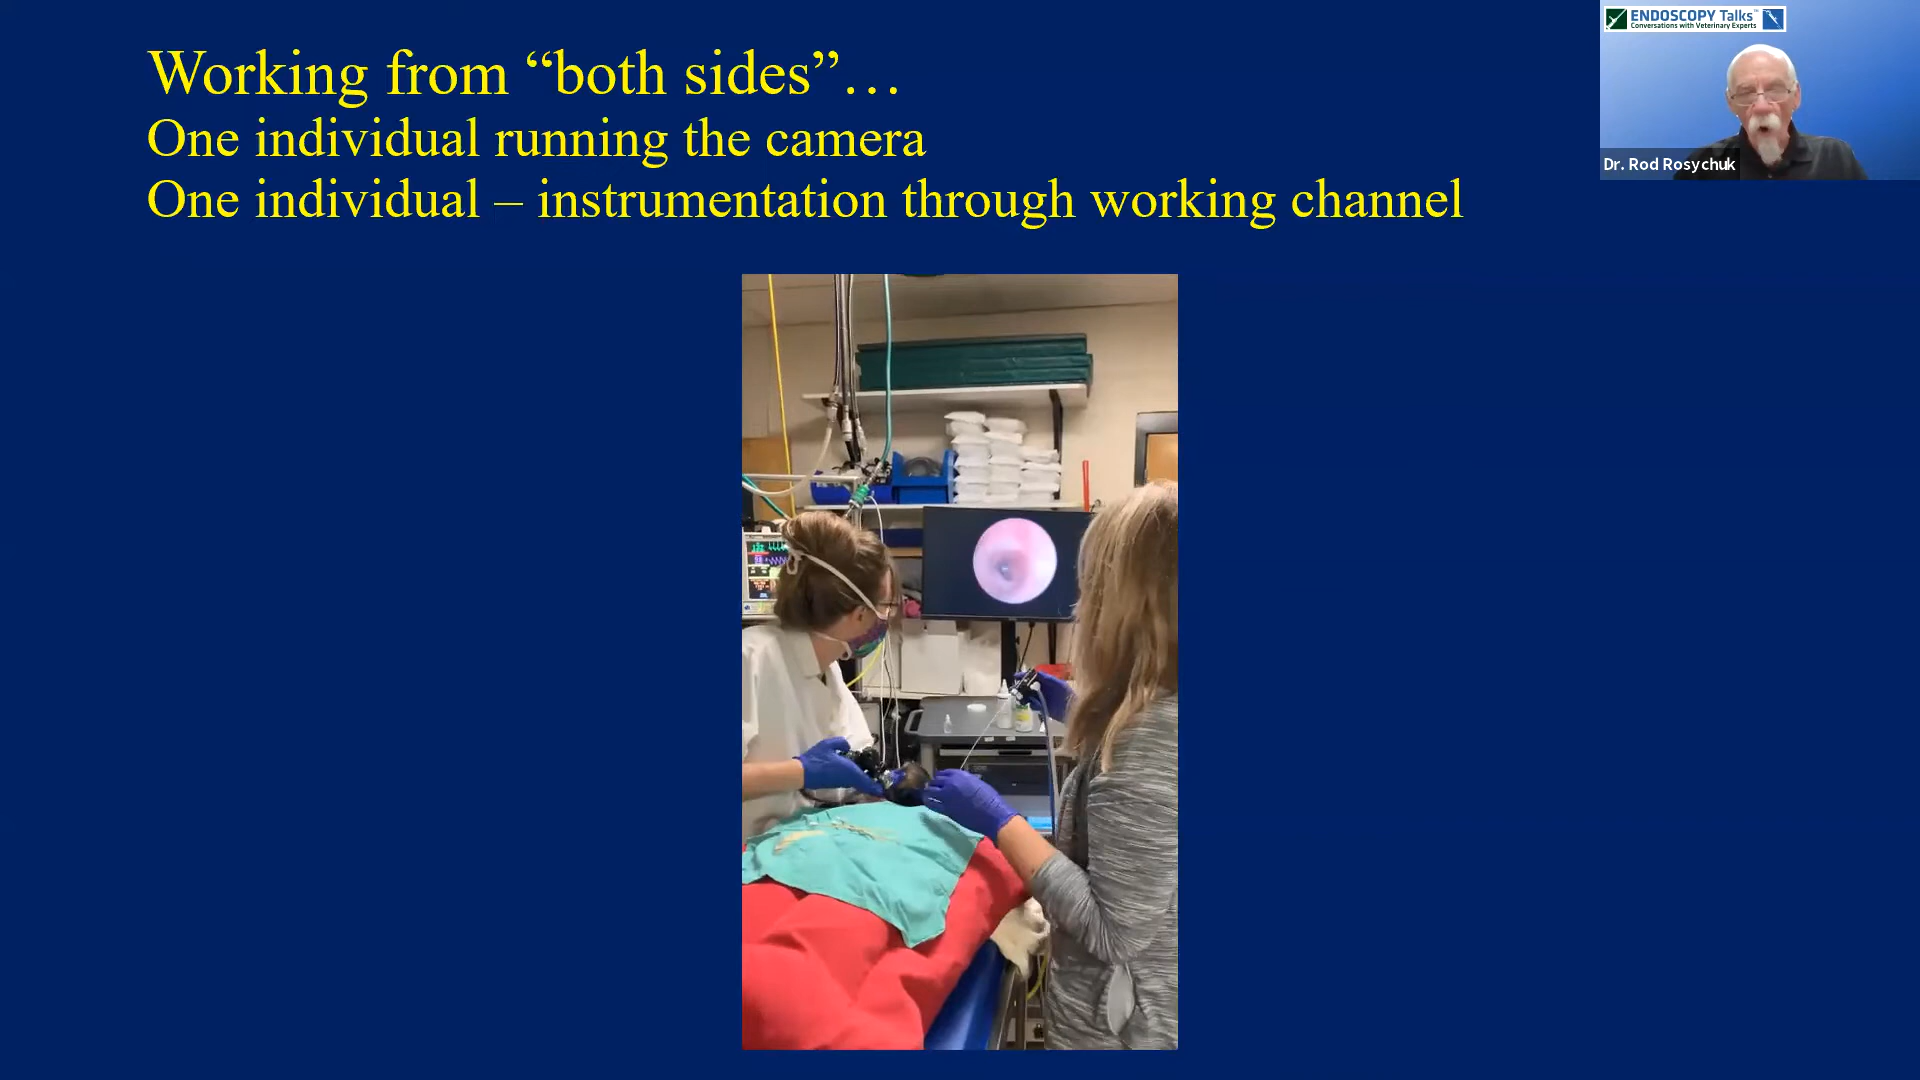 Working from “both sides”…
One individual running the camera
One individual – instrumentation through working channel
ENDOSCOPY Talks™
Conversations with Veterinary Experts
Dr. Rod Rosychuk